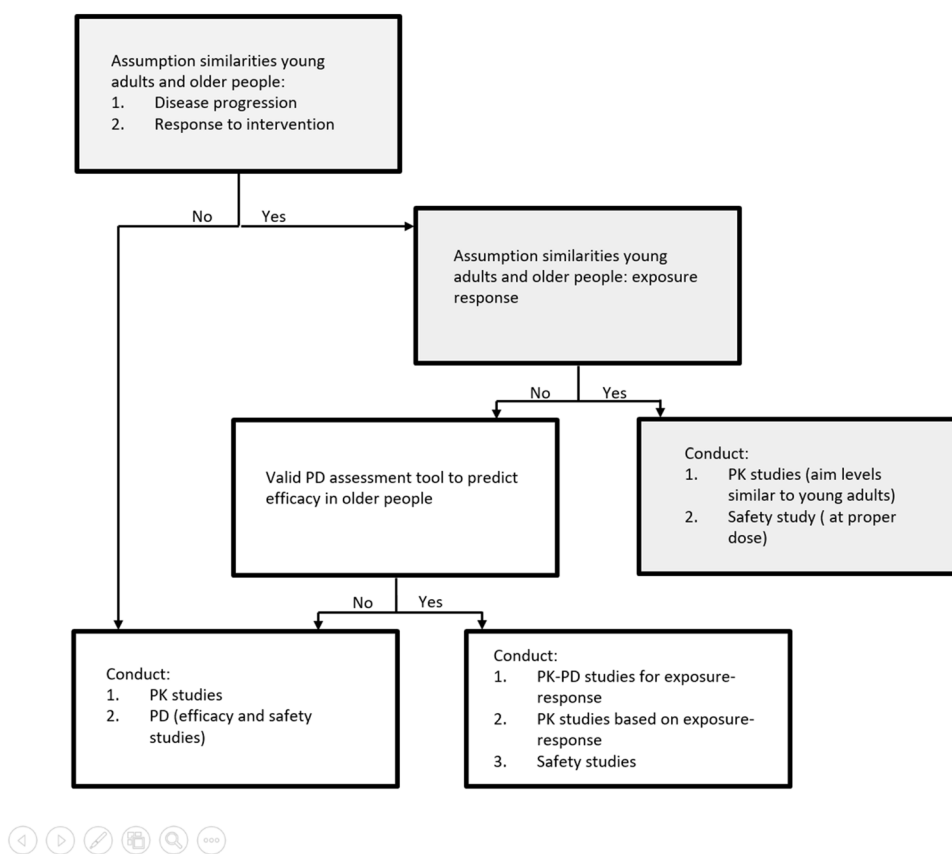 Assumption similarities young
adults and older people:
1. Disease progression
2. Response to intervention
No Yes
Assumption similarities young
adults and older people: exposure
response
No Yes
Valid PD assessment tool to predict
efficacy in older people
Conduct:
1. PK studies (aim levels
similar to young adults)
2. Safety study ( at proper
dose)
No Yes
Conduct:
1. PK studies
2. PD (efficacy and safety
studies)
Conduct:
1. PK-PD studies for exposure-
response
2. PK studies based on exposure-
response
3. Safety studies